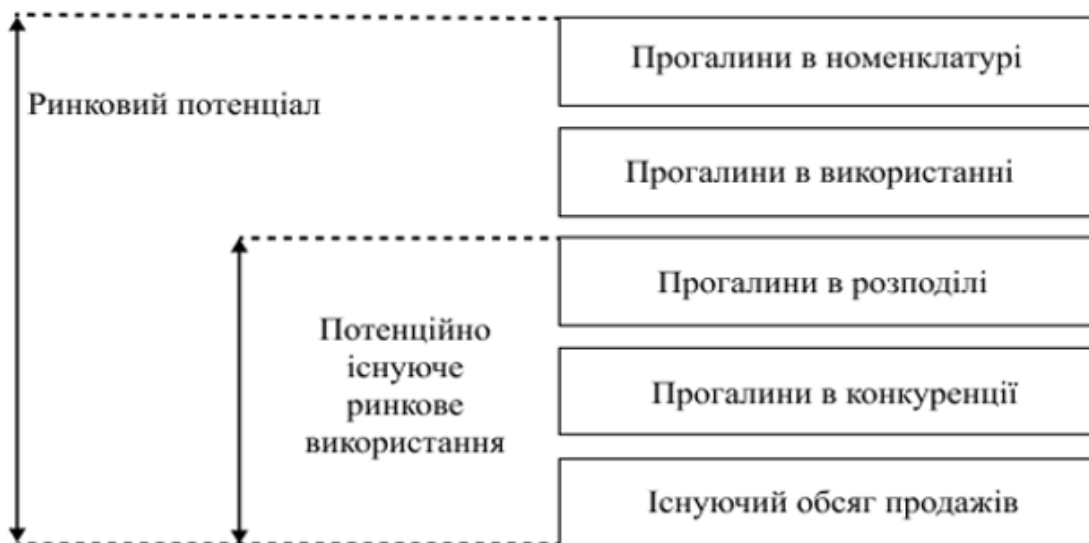 Прогалини в номенклатурі
Ринковий потенціал
Прогалини в використанні
Прогалини в розподілі
Потенційно
існуюче
ринкове
використання
Прогалини в конкуренції
Існуючий обсяг продажів